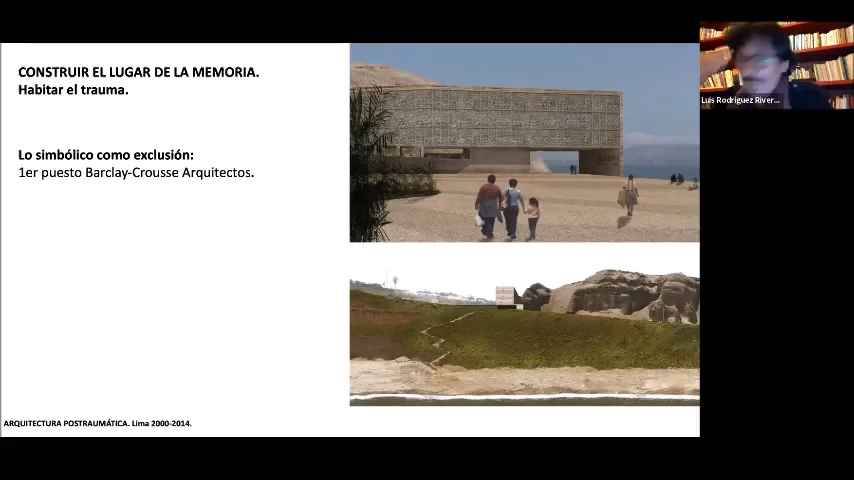 CONSTRUIR EL LUGAR DE LA MEMORIA.
Habitar el trauma.
Lo simbólico como exclusión:
1er puesto Barclay-Crousse Arquitectos.
ARQUITECTURA POSTRAUMÁTICA. Lima 2000-2014.
Luis Rodríguez River...